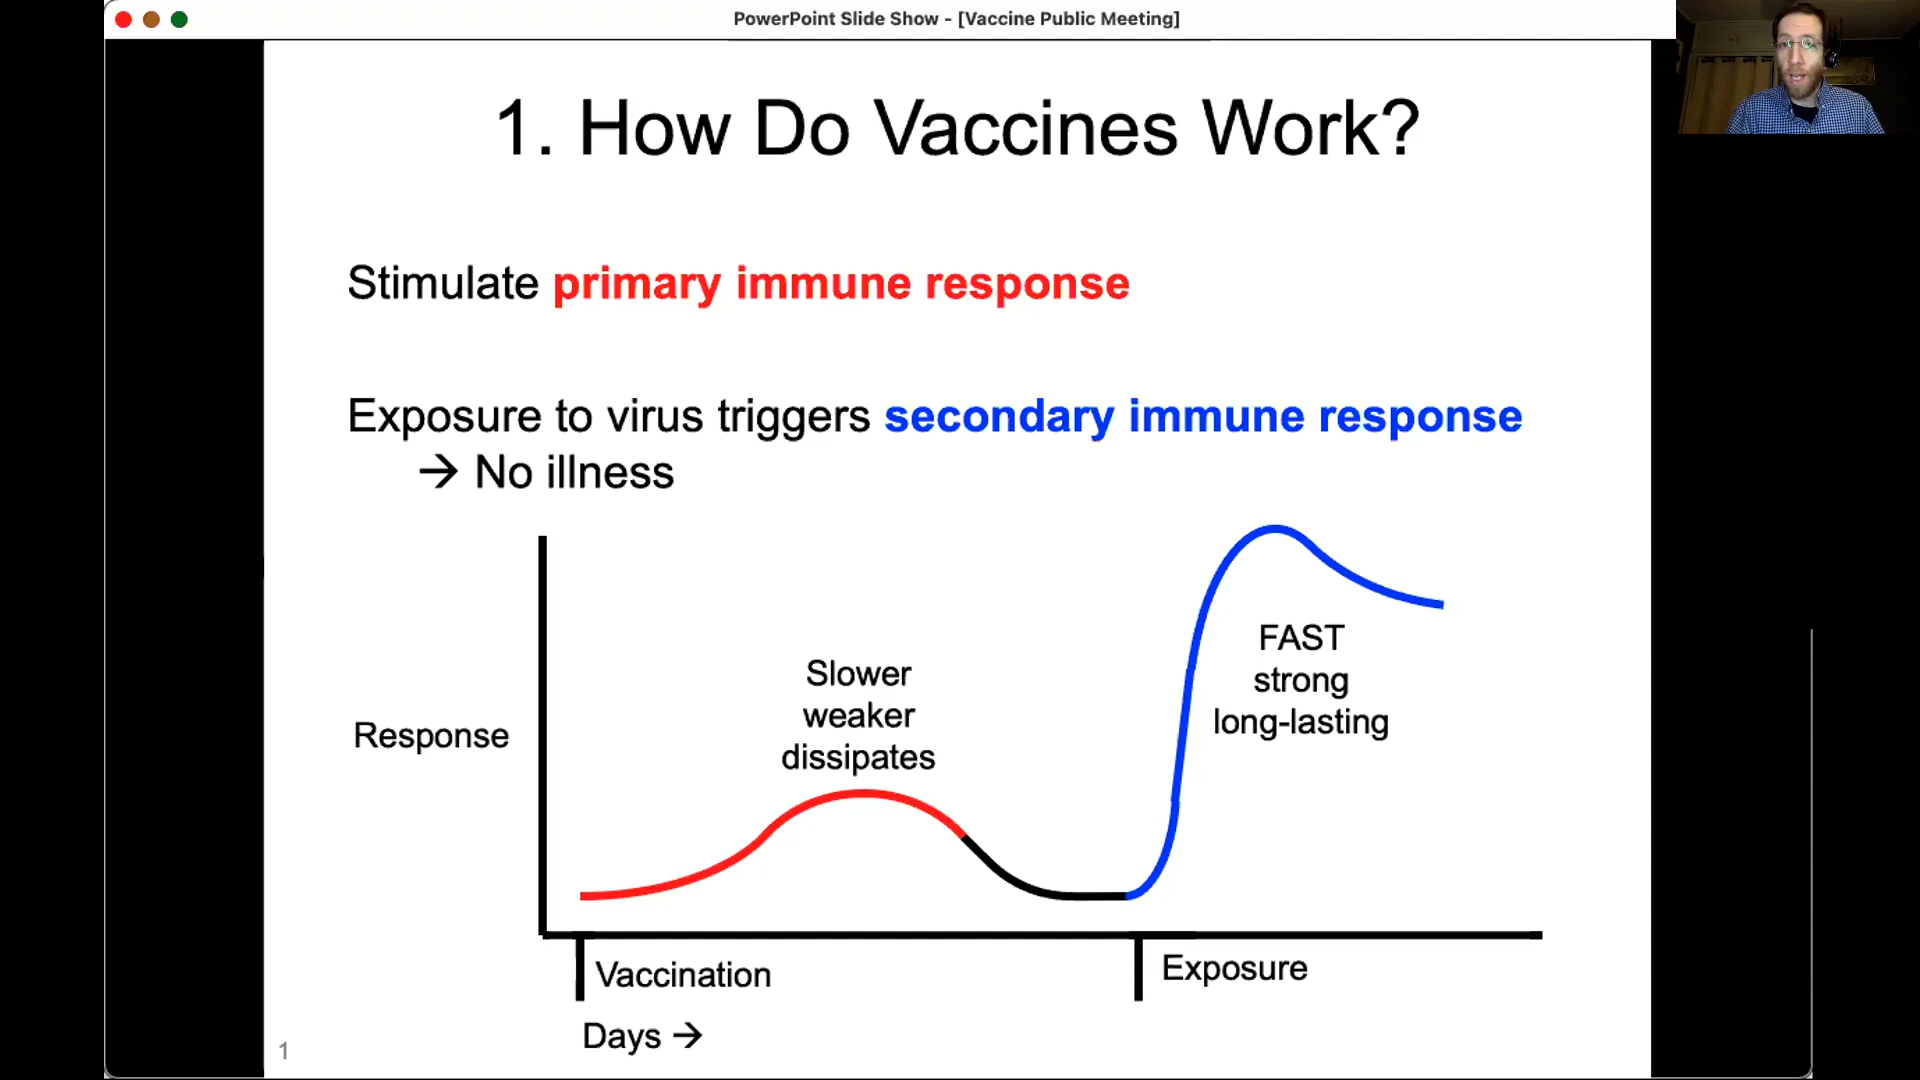 PowerPoint Slide Show - [Vaccine Public Meeting]
1. How Do Vaccines Work?
Stimulate primary immune response
Exposure to virus triggers secondary immune response
→ No illness
FAST
strong
long-lasting
Slower
weaker
dissipates
Response
Vaccination
Exposure
Days →
1